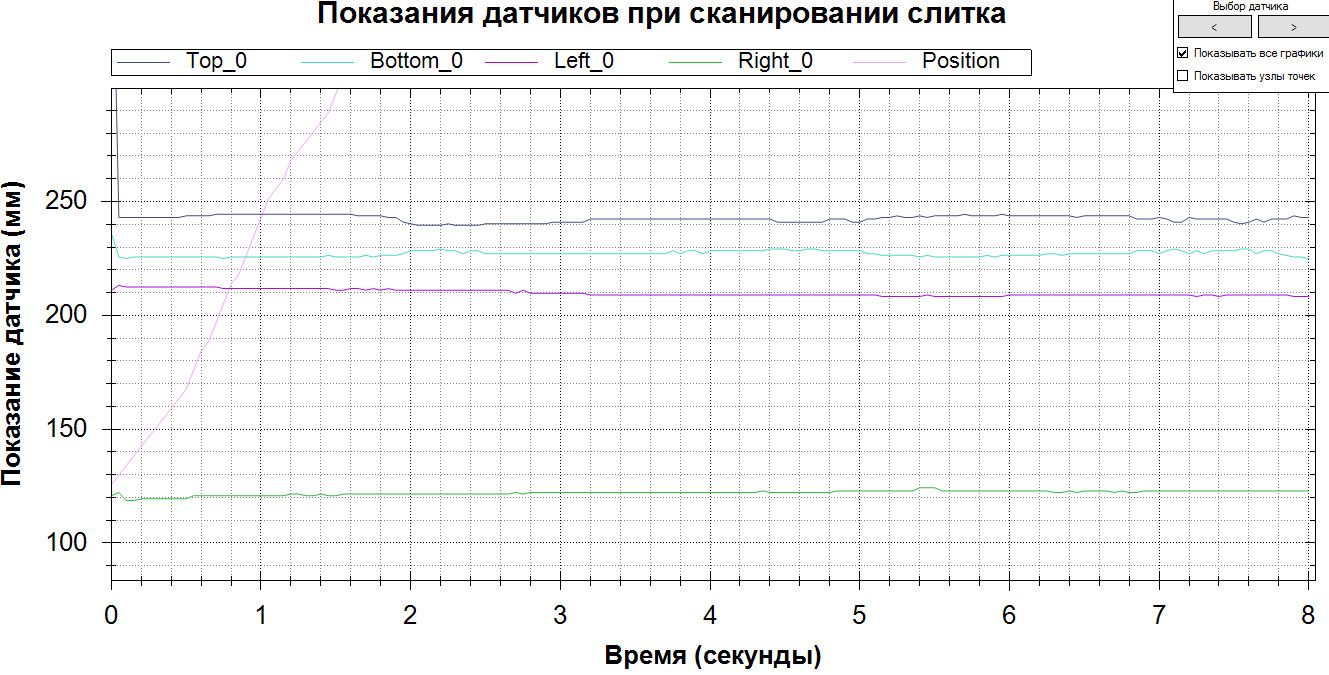 Показания датчиков при сканировании слитка
Выбор датчика
< >
Показывать все графики
Показывать узлы точек
Top_0 Bottom_0 Left_0 Right_0 Position
Показание датчика (мм)
250
200
150
100
0 1 2 3 4 5 6 7 8
Время (секунды)